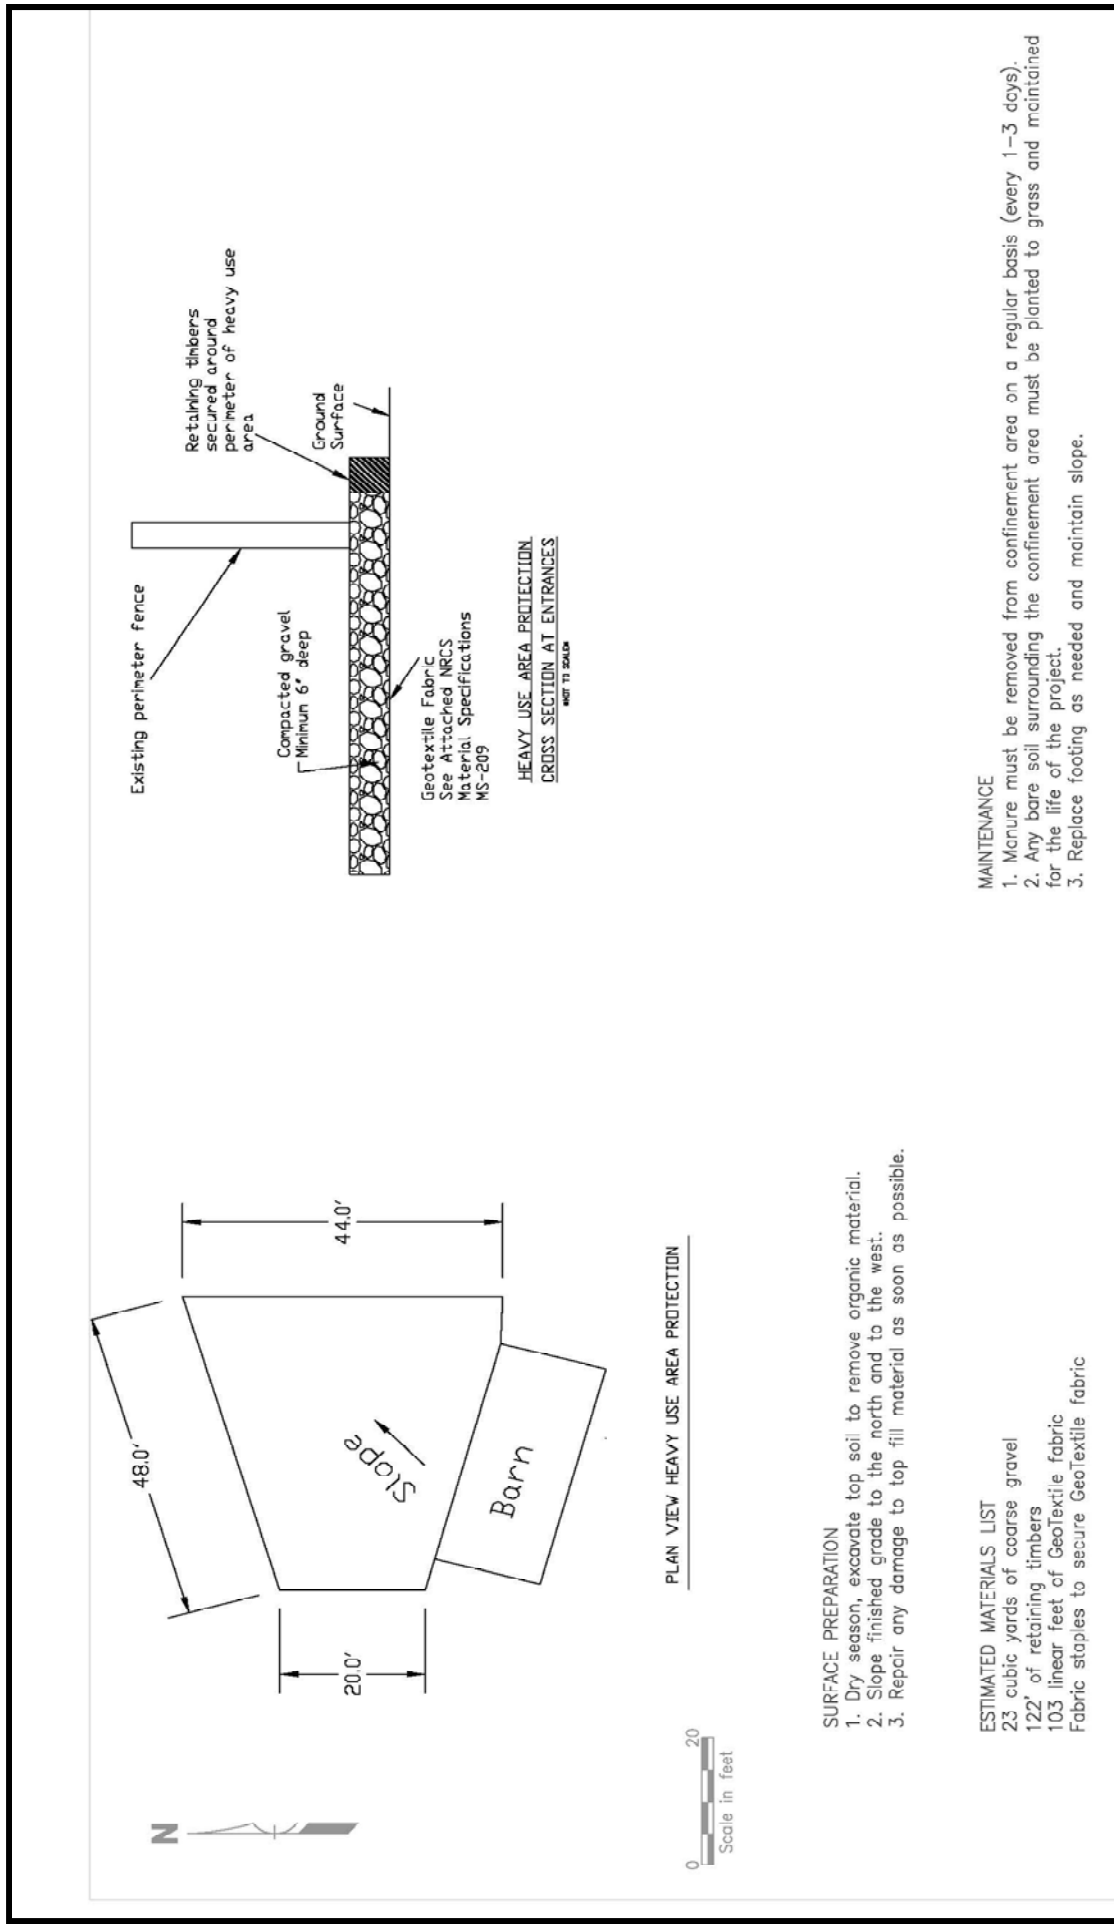 N
48.0'
44.0'
20.0'
Slope
Barn
PLAN VIEW HEAVY USE AREA PROTECTION
0 20
Scale in feet
Existing perimeter fence
Retaining timbers
secured around
perimeter of heavy use
area
Compacted gravel
Minimun 6" deep
Ground
Surface
Geotextile Fabric
See Attached NRCS
Material Specifications
MS-209
HEAVY USE AREA PROTECTION
CROSS SECTION AT ENTRANCES
*NOT TO SCALE*
SURFACE PREPARATION
1. Dry season, excavate top soil to remove organic material.
2. Slope finished grade to the north and to the west.
3. Repair any damage to top fill material as soon as possible.
ESTIMATED MATERIALS LIST
23 cubic yards of coarse gravel
122' of retaining timbers
103 linear feet of GeoTextile fabric
Fabric staples to secure GeoTextile fabric
MAINTENANCE
1. Manure must be removed from confinement area on a regular basis (every 1-3 days).
2. Any bare soil surrounding the confinement area must be planted to grass and maintained
for the life of the project.
3. Replace footing as needed and maintain slope.